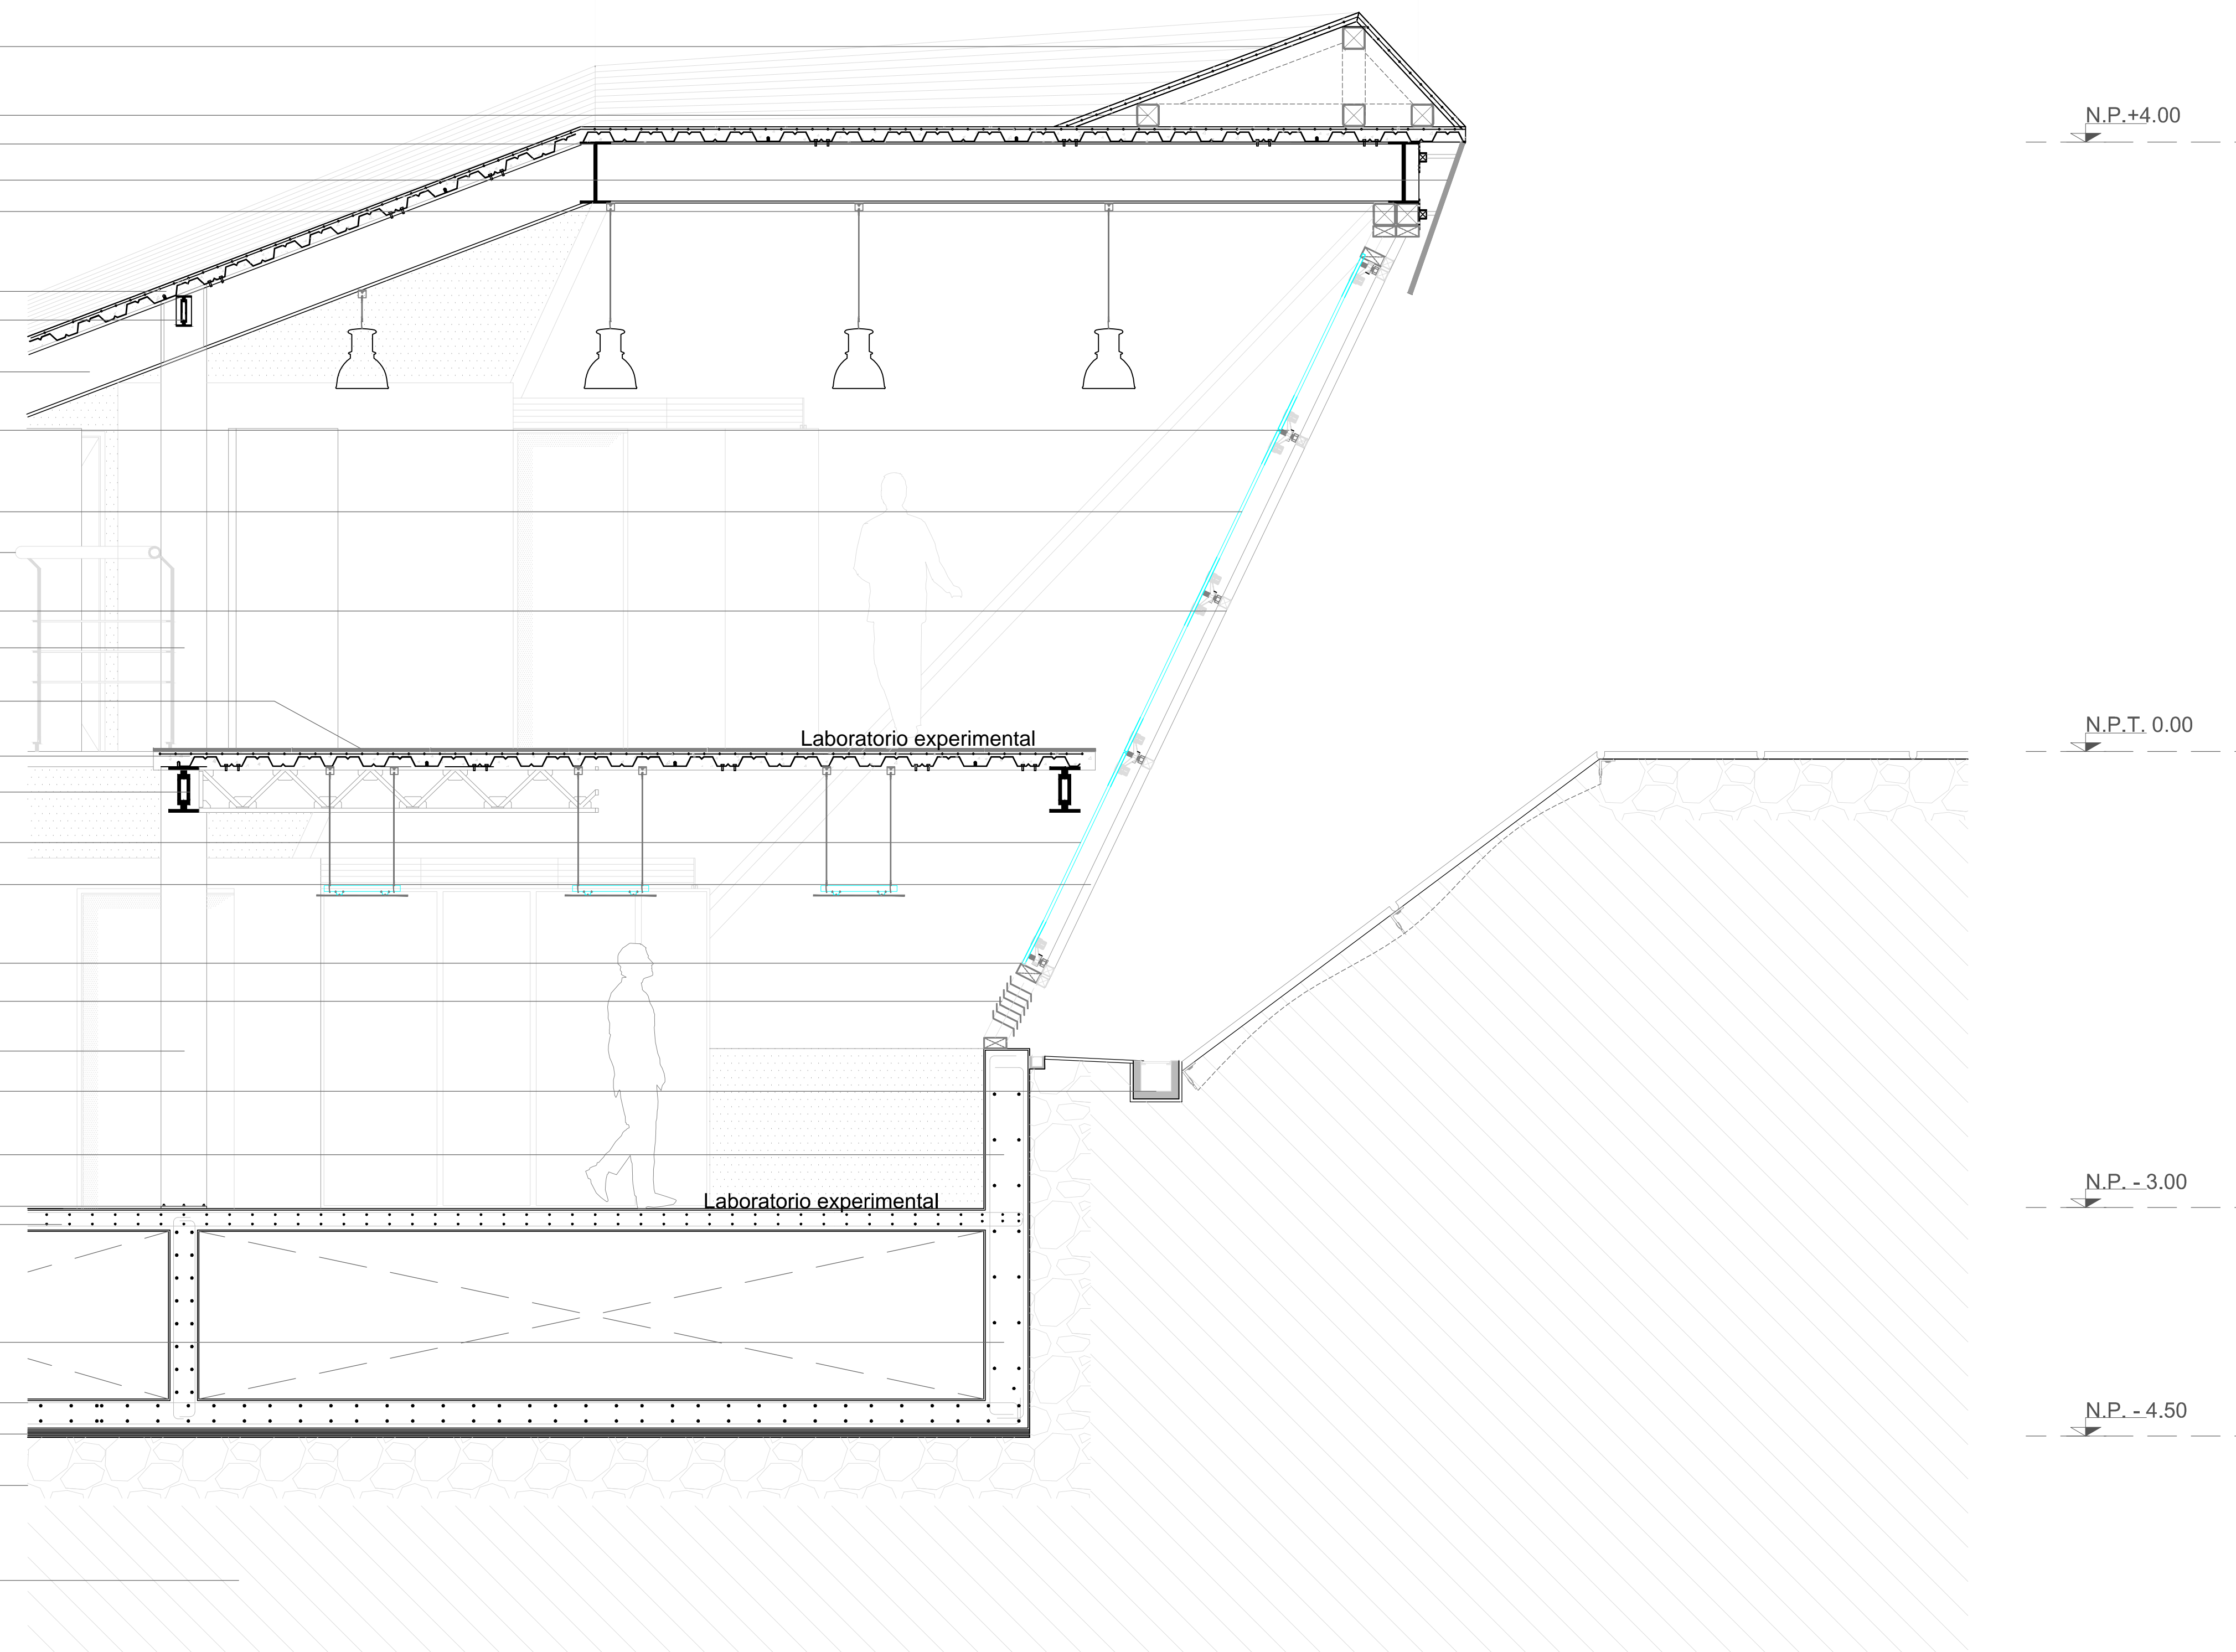 N.P.+4.00
Laboratorio experimental
N.P.T. 0.00
Laboratorio experimental
N.P. - 3.00
N.P. - 4.50